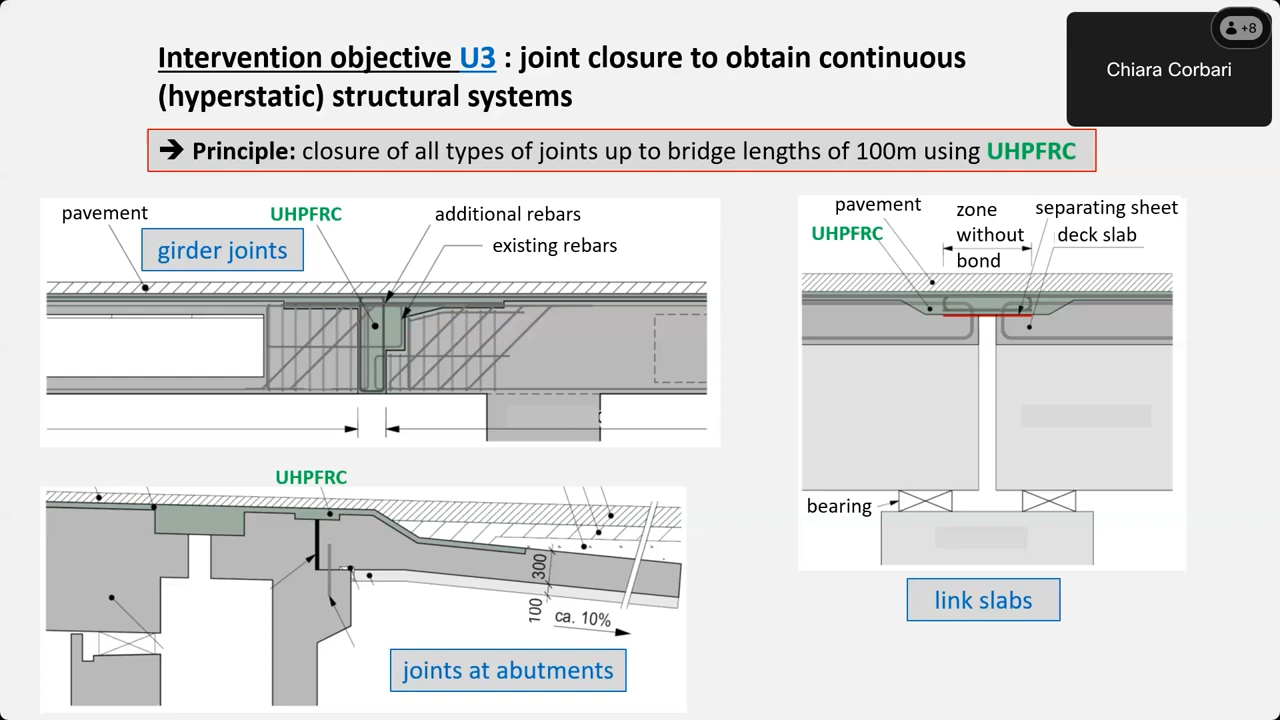 Intervention objective U3 : joint closure to obtain continuous
(hyperstatic) structural systems
+8
Chiara Corbari
➔ Principle: closure of all types of joints up to bridge lengths of 100m using UHPFRC
pavement
UHPFRC
additional rebars
girder joints
existing rebars
pavement
zone
without
bond
separating sheet
UHPFRC
deck slab
bearing
link slabs
UHPFRC
300
100
ca. 10%
joints at abutments